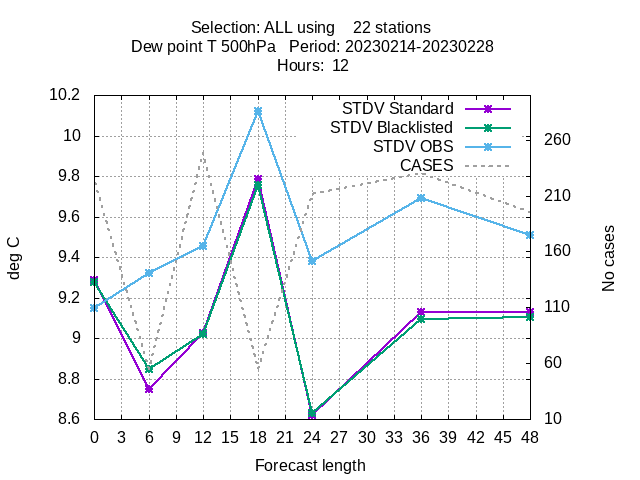 Selection: ALL using    22 stations
Dew point T 500hPa   Period: 20230214-20230228
Hours:  12
10.2
10
9.8
9.6
9.4
9.2
9
8.8
8.6
deg C
STDV Standard
STDV Blacklisted
STDV OBS
CASES
260
210
160
110
60
10
No cases
0 3 6 9 12 15 18 21 24 27 30 33 36 39 42 45 48
Forecast length